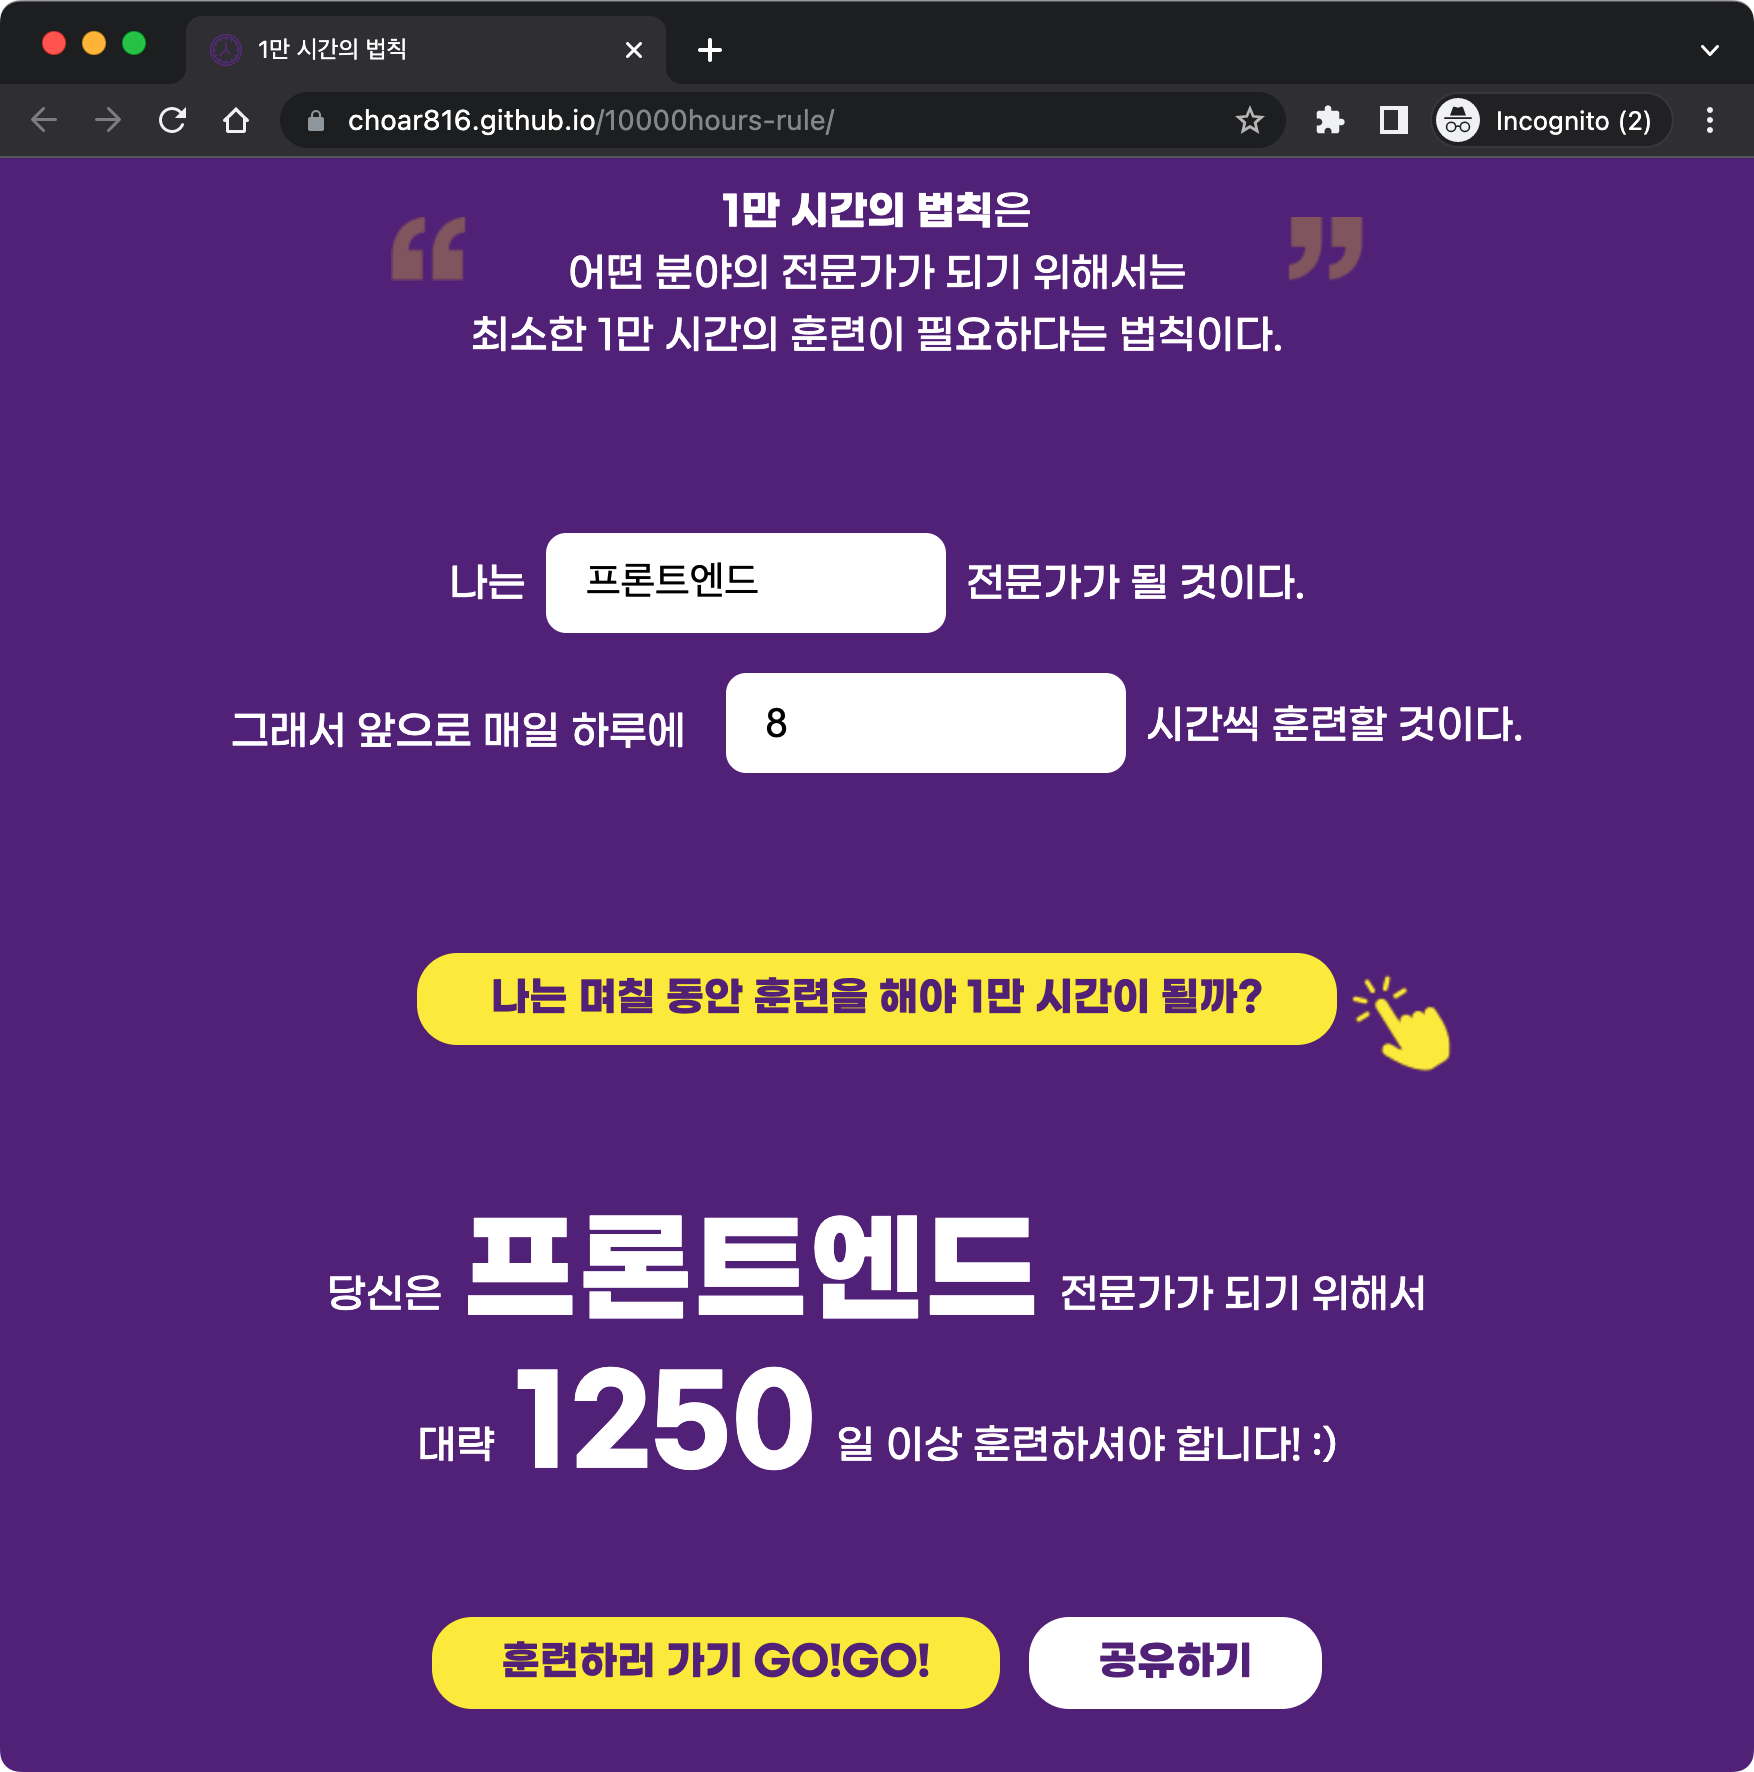 1만 시간의 법칙
choar816.github.io/10000hours-rule/
Incognito (2)
1만 시간의 법칙은
어떤 분야의 전문가가 되기 위해서는
최소한 1만 시간의 훈련이 필요하다는 법칙이다.
나는 프론트엔드 전문가가 될 것이다.
그래서 앞으로 매일 하루에 8 시간씩 훈련할 것이다.
나는 며칠 동안 훈련을 해야 1만 시간이 될까?
당신은 프론트엔드 전문가가 되기 위해서
대략 1250 일 이상 훈련하셔야 합니다! :)
훈련하러 가기 GO!GO! 공유하기